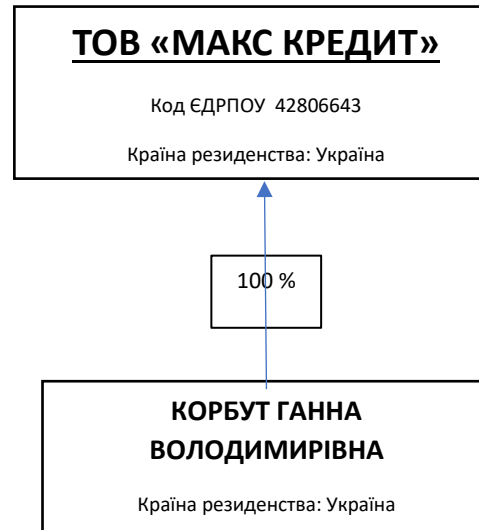 ТОВ «МАКС КРЕДИТ»
Код ЄДРПОУ 42806643
Країна резиденства: Україна
100 %
КОРБУТ ГАННА
ВОЛОДИМИРІВНА
Країна резиденства: Україна